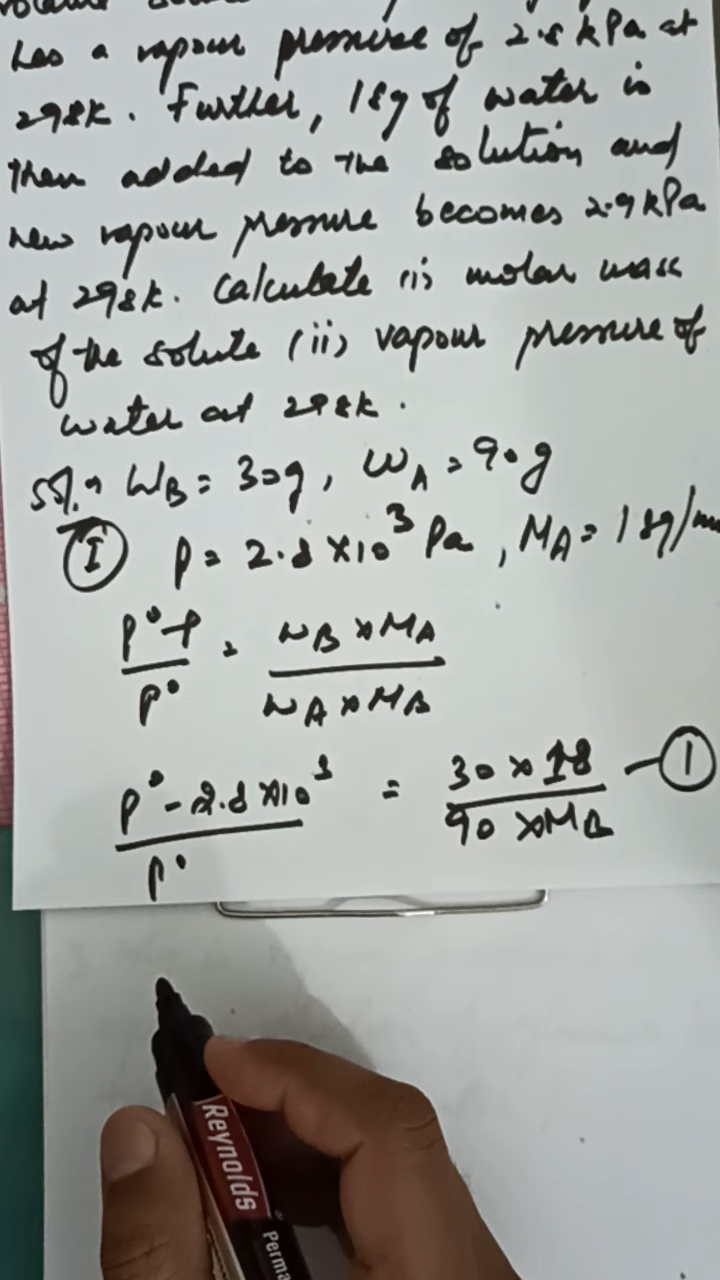 has a vapour pressure of 2.8 kPa at
298K. Further, 18g of water is
then added to the solution and
new vapour pressure becomes 2.9 kPa
at 298K. Calculate (i) molar mass
of the solute (ii) vapour pressure of
water at 298K.
WB = 30g, WA = 90g
(I) P = 2.8 × 10³ Pa, MA = 18g/
P° - P / P° = WB × MA / WA × MB
P° - 2.8 × 10³ / P° = 30 × 18 / 90 × MB — (1)
Reynolds
Perma